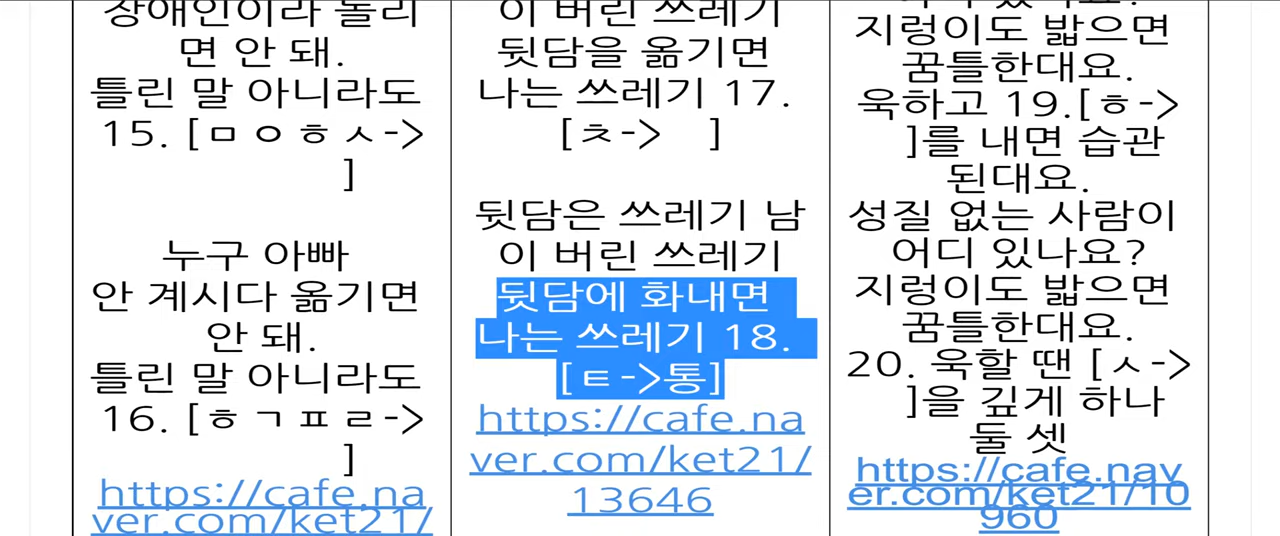 장애인이라 놀리
면 안 돼.
틀린 말 아니라도
15. [ㅁㅇㅎㅅ->
]
누구 아빠
안 계시다 옮기면
안 돼.
틀린 말 아니라도
16. [ㅎㄱㅍㄹ->
]
https://cafe.na
ver.com/ket21/
이 버린 쓰레기
뒷담을 옮기면
나는 쓰레기 17.
[ㅊ-> ]
뒷담은 쓰레기 남
이 버린 쓰레기
뒷담에 화내면
나는 쓰레기 18.
[ㅌ->통]
https://cafe.na
ver.com/ket21/
13646
지렁이도 밟으면
꿈틀한대요.
욱하고 19.[ㅎ->
]를 내면 습관
된대요.
성질 없는 사람이
어디 있나요?
지렁이도 밟으면
꿈틀한대요.
20. 욱할 땐 [ㅅ->
]을 깊게 하나
둘 셋
https://cafe.nav
er.com/ket21/10
960